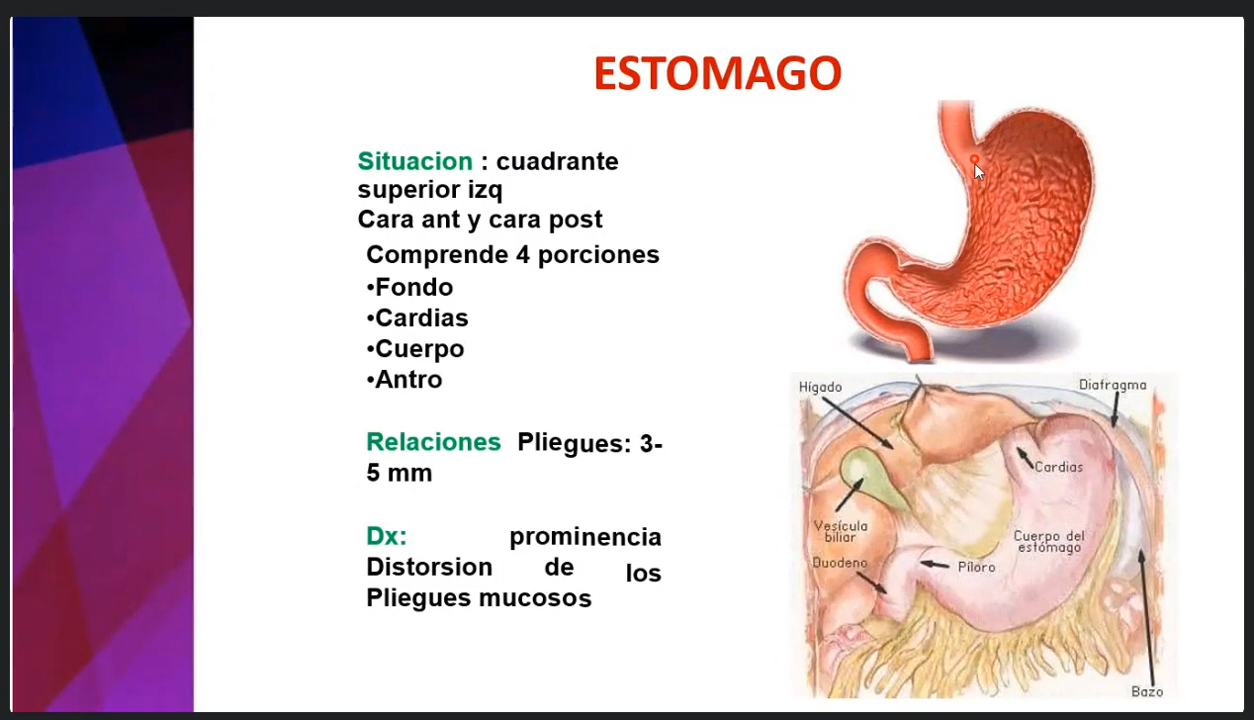 ESTOMAGO
Situacion : cuadrante
superior izq
Cara ant y cara post
Comprende 4 porciones
•Fondo
•Cardias
•Cuerpo
•Antro
Relaciones Pliegues: 3-
5 mm
Dx: prominencia
Distorsion de los
Pliegues mucosos
Hígado
Diafragma
Cardias
Vesícula
biliar
Cuerpo del
estómago
Duodeno
Píloro
Bazo